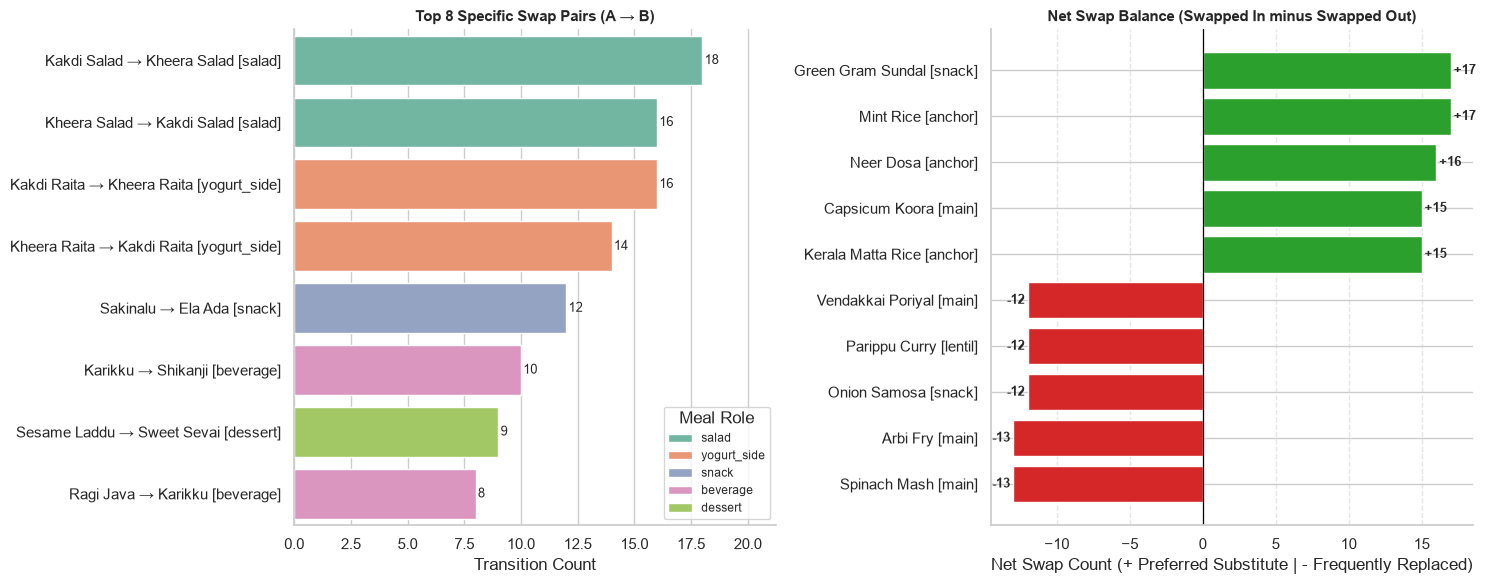 Top 8 Specific Swap Pairs (A → B)
Kakdi Salad → Kheera Salad [salad]
18
Kheera Salad → Kakdi Salad [salad]
16
Kakdi Raita → Kheera Raita [yogurt_side]
16
Kheera Raita → Kakdi Raita [yogurt_side]
14
Sakinalu → Ela Ada [snack]
12
Karikku → Shikanji [beverage]
10
Sesame Laddu → Sweet Sevai [dessert]
9
Ragi Java → Karikku [beverage]
8
Meal Role
salad
yogurt_side
snack
beverage
dessert
0.0 2.5 5.0 7.5 10.0 12.5 15.0 17.5 20.0
Transition Count
Net Swap Balance (Swapped In minus Swapped Out)
Green Gram Sundal [snack]
+17
Mint Rice [anchor]
+17
Neer Dosa [anchor]
+16
Capsicum Koora [main]
+15
Kerala Matta Rice [anchor]
+15
Vendakkai Poriyal [main]
-12
Parippu Curry [lentil]
-12
Onion Samosa [snack]
-12
Arbi Fry [main]
-13
Spinach Mash [main]
-13
−10 −5 0 5 10 15
Net Swap Count (+ Preferred Substitute | - Frequently Replaced)